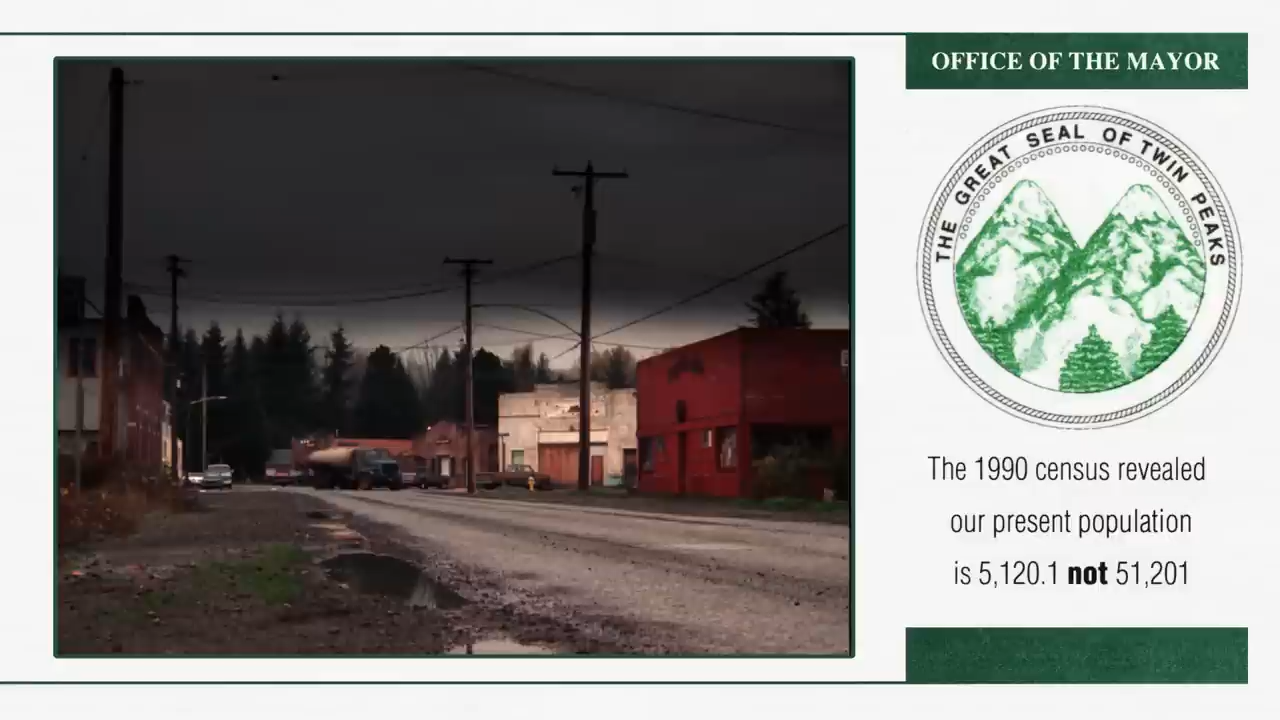 OFFICE OF THE MAYOR
THE GREAT SEAL OF TWIN PEAKS
The 1990 census revealed
our present population
is 5,120.1 not 51,201